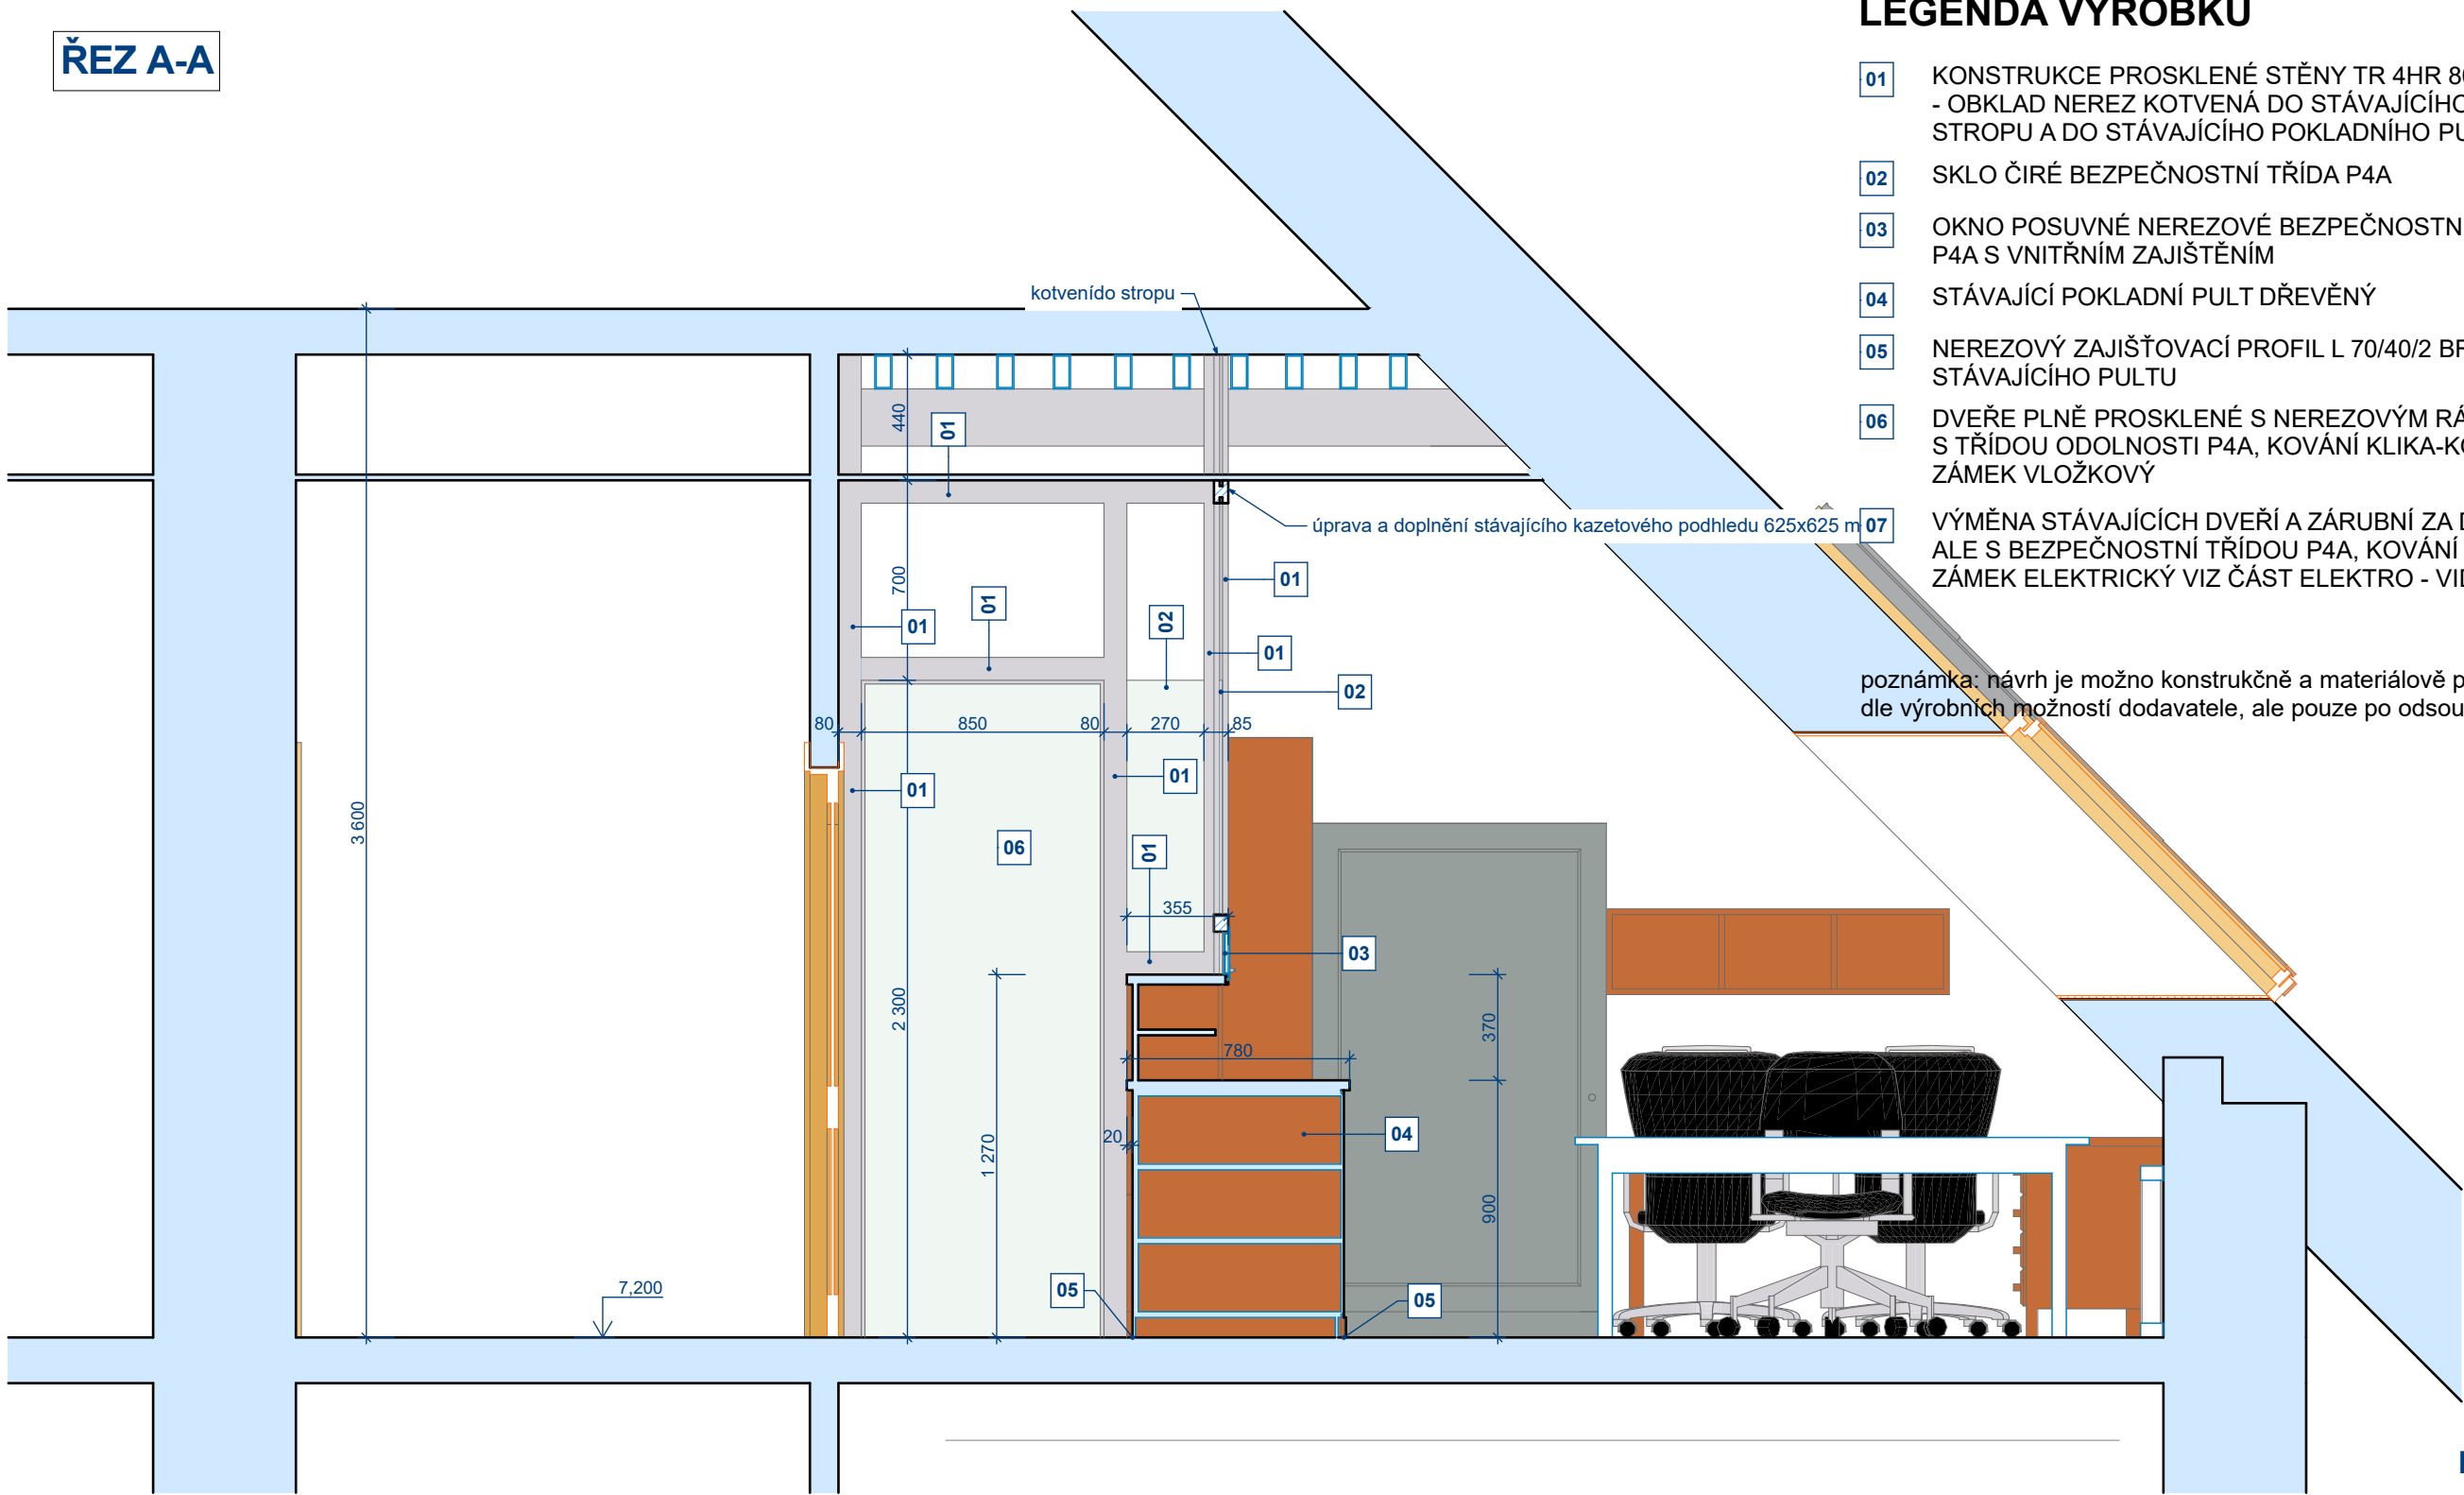 ŘEZ A-A
LEGENDA VÝROBKŮ
01 KONSTRUKCE PROSKLENÉ STĚNY TR 4HR
- OBKLAD NEREZ KOTVENÁ DO STÁVAJÍCÍHO
STROPU A DO STÁVAJÍCÍHO POKLADNÍHO
02 SKLO ČIRÉ BEZPEČNOSTNÍ TŘÍDA P4A
03 OKNO POSUVNÉ NEREZOVÉ BEZPEČNOSTN
P4A S VNITŘNÍM ZAJIŠTĚNÍM
04 STÁVAJÍCÍ POKLADNÍ PULT DŘEVĚNÝ
05 NEREZOVÝ ZAJIŠŤOVACÍ PROFIL L 70/40/2
STÁVAJÍCÍHO PULTU
06 DVEŘE PLNĚ PROSKLENÉ S NEREZOVÝM
S TŘÍDOU ODOLNOSTI P4A, KOVÁNÍ KLIKA-
ZÁMEK VLOŽKOVÝ
07 VÝMĚNA STÁVAJÍCÍCH DVEŘÍ A ZÁRUBNÍ ZA
ALE S BEZPEČNOSTNÍ TŘÍDOU P4A, KOVÁNÍ
ZÁMEK ELEKTRICKÝ VIZ ČÁST ELEKTRO -
poznámka: návrh je možno konstrukčně a materiálově p
dle výrobních možností dodavatele, ale pouze po odsou
kotvenído stropu
úprava a doplnění stávajícího kazetového podhledu 625x625 m
440
01
700
01
01
01
02
01
01
02
80
850
80
270
85
01
01
3 600
06
01
355
03
2 300
370
780
20
04
1 270
900
05
05
7,200